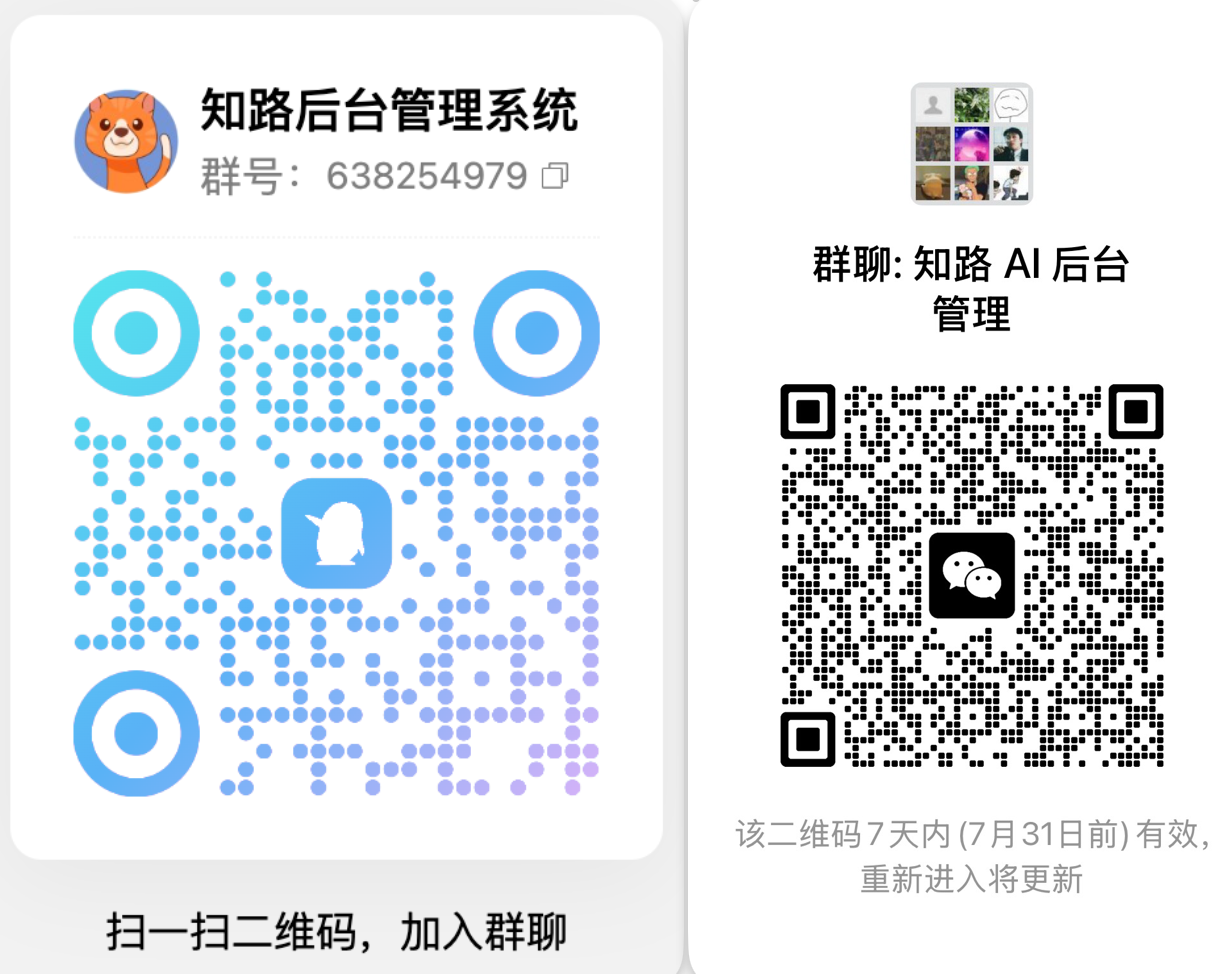 知路后台管理系统
群号：638254979
扫一扫二维码，加入群聊
群聊: 知路 AI 后台
管理
该二维码7天内(7月31日前)有效，
重新进入将更新